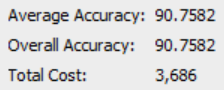 Average Accuracy: 90.7582
Overall Accuracy: 90.7582
Total Cost: 3,686